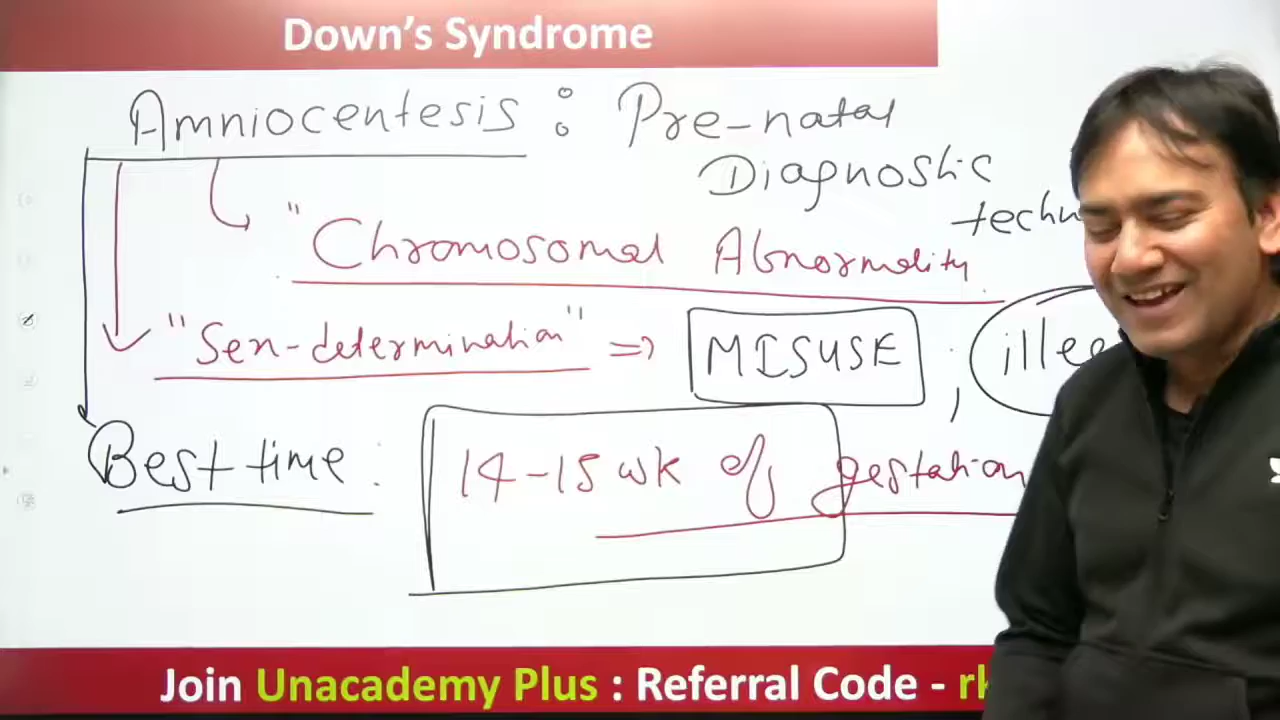 Down's Syndrome
Amniocentesis : Pre-natal
Diagnostic
"Chromosomal Abnormality
"Sex-determination" => MISUSE ;
Best time :
14-15 wk of gestation
Join Unacademy Plus : Referral Code -